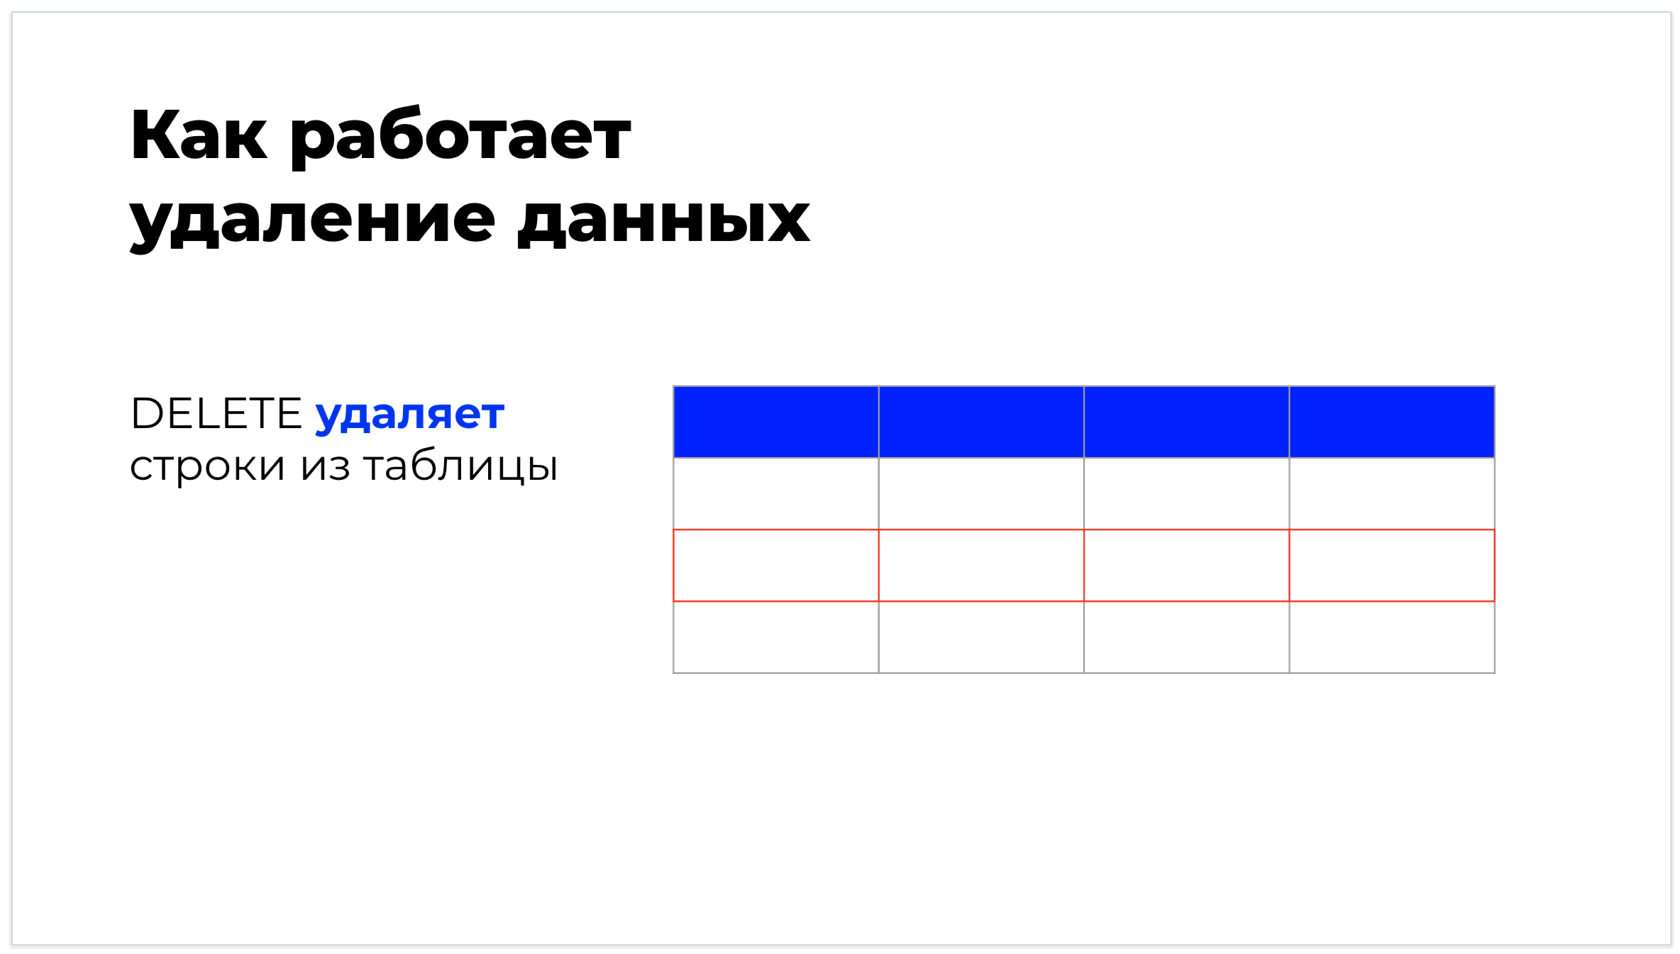 Как работает
удаление данных
DELETE удаляет
строки из таблицы